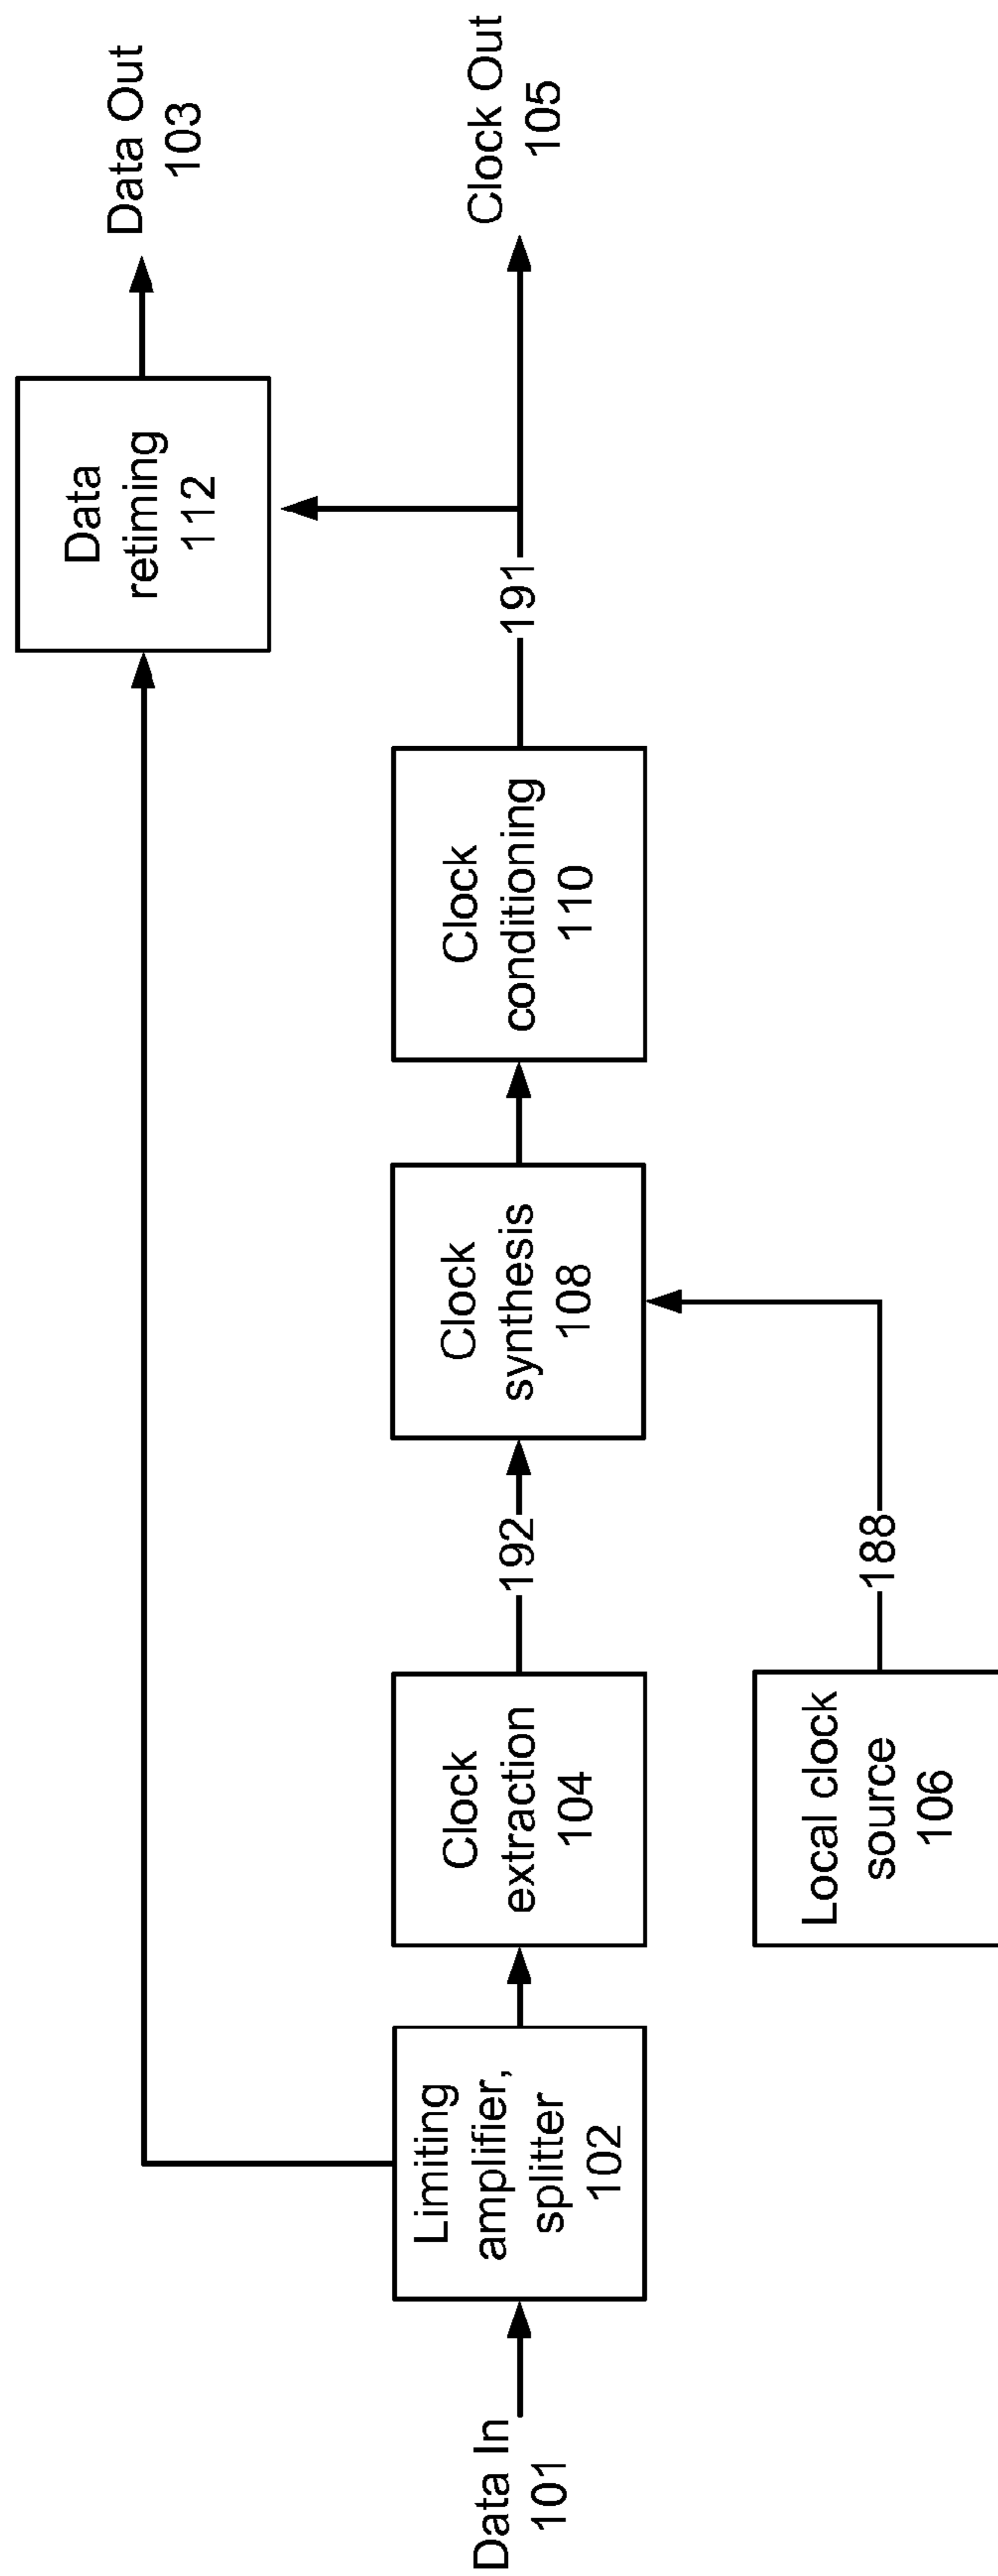 Data In
101
Limiting
amplifier,
splitter
102
Clock
extraction
104
192
Local clock
source
106
188
Clock
synthesis
108
Clock
conditioning
110
191
Data
retiming
112
Data Out
103
Clock Out
105